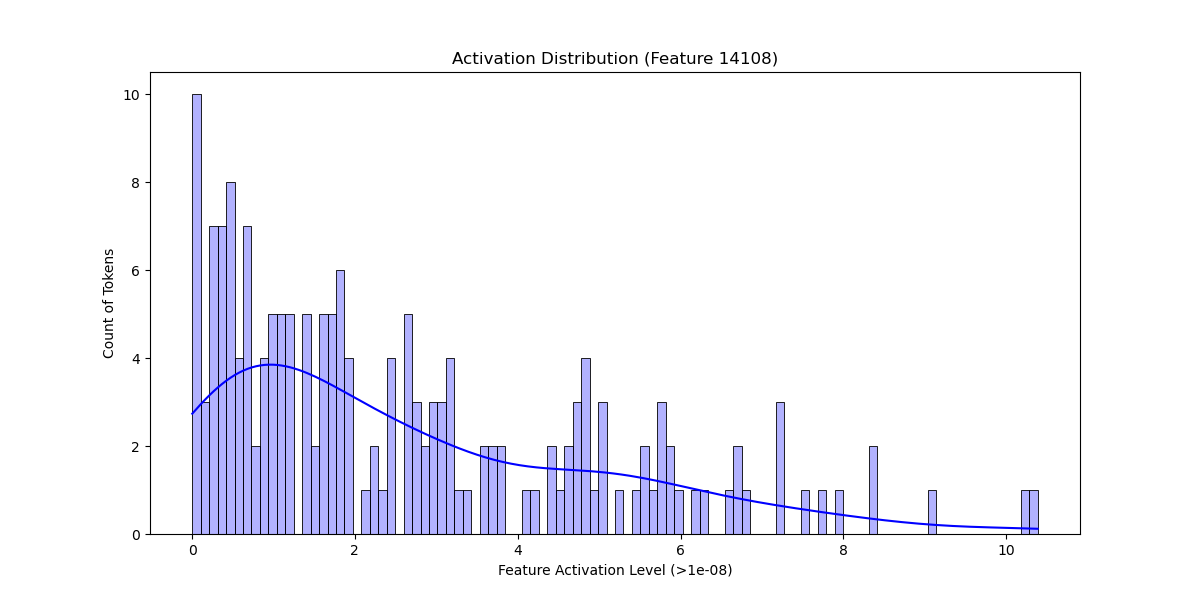 Activation Distribution (Feature 14108)
10
8
6
4
2
0
Count of Tokens
0 2 4 6 8 10
Feature Activation Level (>1e-08)